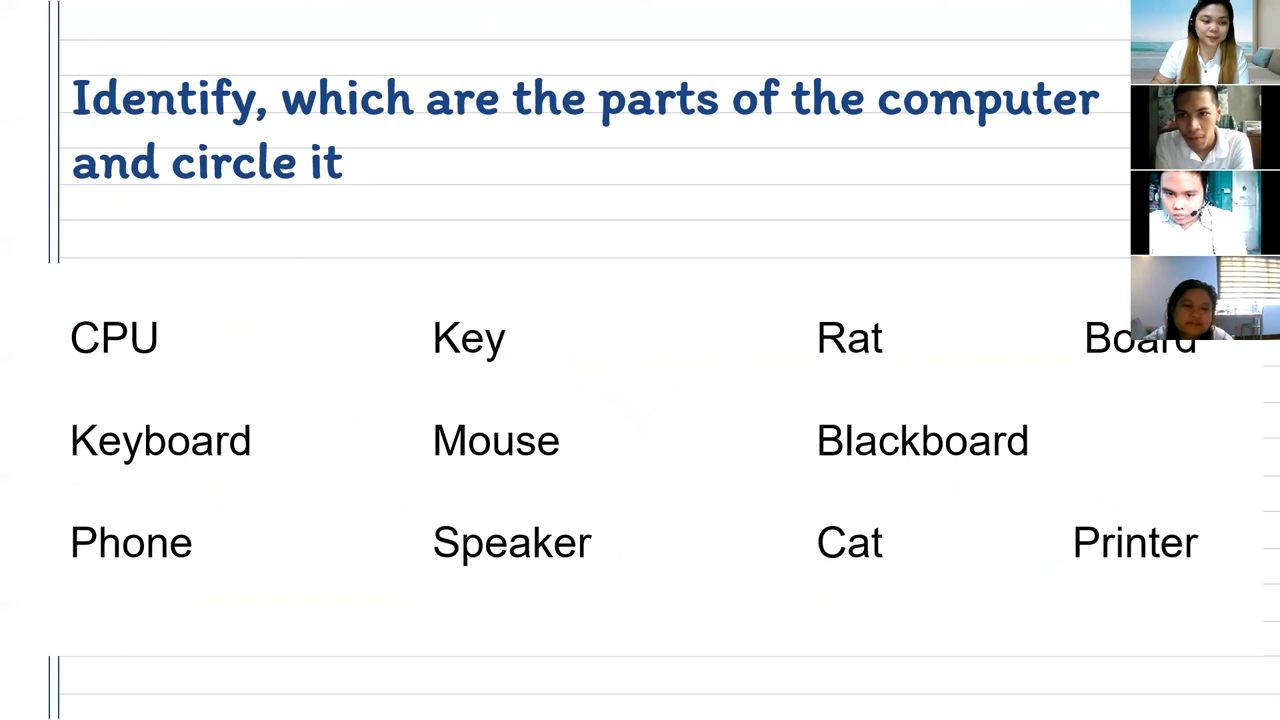 Identify, which are the parts of the computer
and circle it
CPU Key Rat Board
Keyboard Mouse Blackboard
Phone Speaker Cat Printer